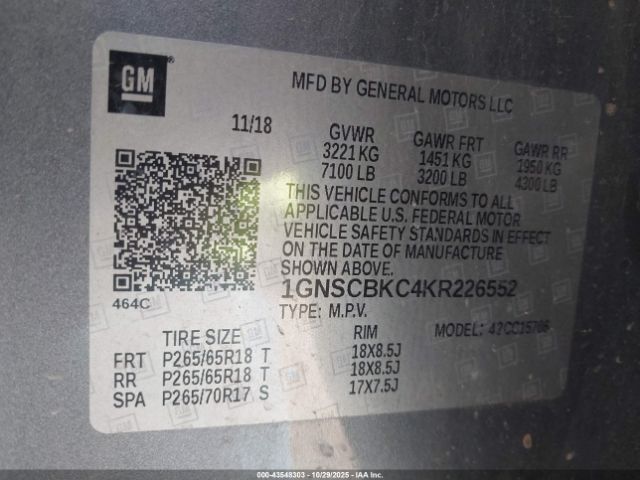 GM
MFD BY GENERAL MOTORS LLC
11/18
GVWR GAWR FRT GAWR RR
3221 KG 1451 KG 1950 KG
7100 LB 3200 LB 4300 LB
THIS VEHICLE CONFORMS TO ALL
APPLICABLE U.S. FEDERAL MOTOR
VEHICLE SAFETY STANDARDS IN EFFECT
ON THE DATE OF MANUFACTURE
SHOWN ABOVE.
464C
1GNSCBKC4KR226552
TYPE: M.P.V. MODEL: 42CC15706
TIRE SIZE RIM
FRT P265/65R18 T 18X8.5J
RR P265/65R18 T 18X8.5J
SPA P265/70R17 S 17X7.5J
000-43548303 - 10/29/2025 - IAA Inc.